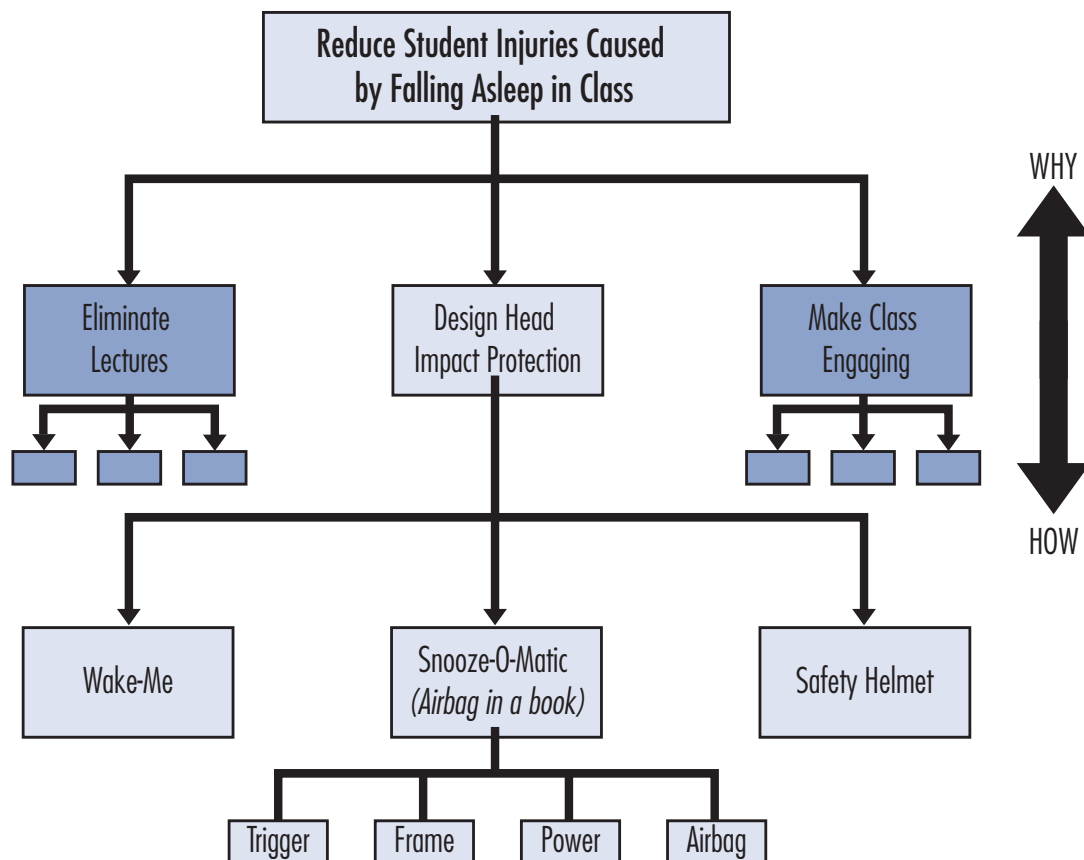 Reduce Student Injuries Caused
by Falling Asleep in Class
WHY
Eliminate
Lectures
Design Head
Impact Protection
Make Class
Engaging
HOW
Wake-Me
Snooze-O-Matic
(Airbag in a book)
Safety Helmet
Trigger
Frame
Power
Airbag